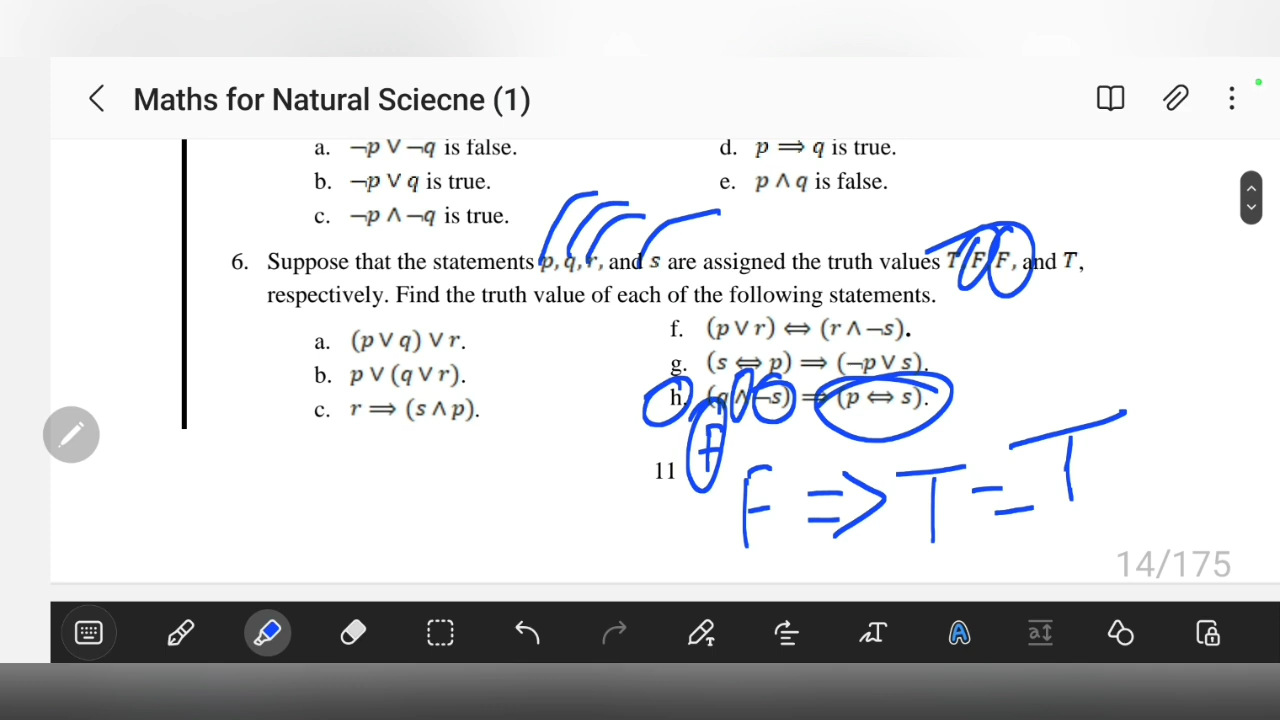 Maths for Natural Sciecne (1)
a. ¬p ∨ ¬q is false.
b. ¬p ∨ q is true.
c. ¬p ∧ ¬q is true.
d. p ⟹ q is true.
e. p ∧ q is false.
6. Suppose that the statements p, q, r, and s are assigned the truth values T, F, F, and T,
respectively. Find the truth value of each of the following statements.
a. (p ∨ q) ∨ r.
b. p ∨ (q ∨ r).
c. r ⟹ (s ∧ p).
f. (p ∨ r) ⟺ (r ∧ ¬s).
g. (s ⟺ p) ⟹ (¬p ∨ s).
h. (q ∧ ¬s) ⟹ (p ⟺ s).
F
11
F => T = T
14/175